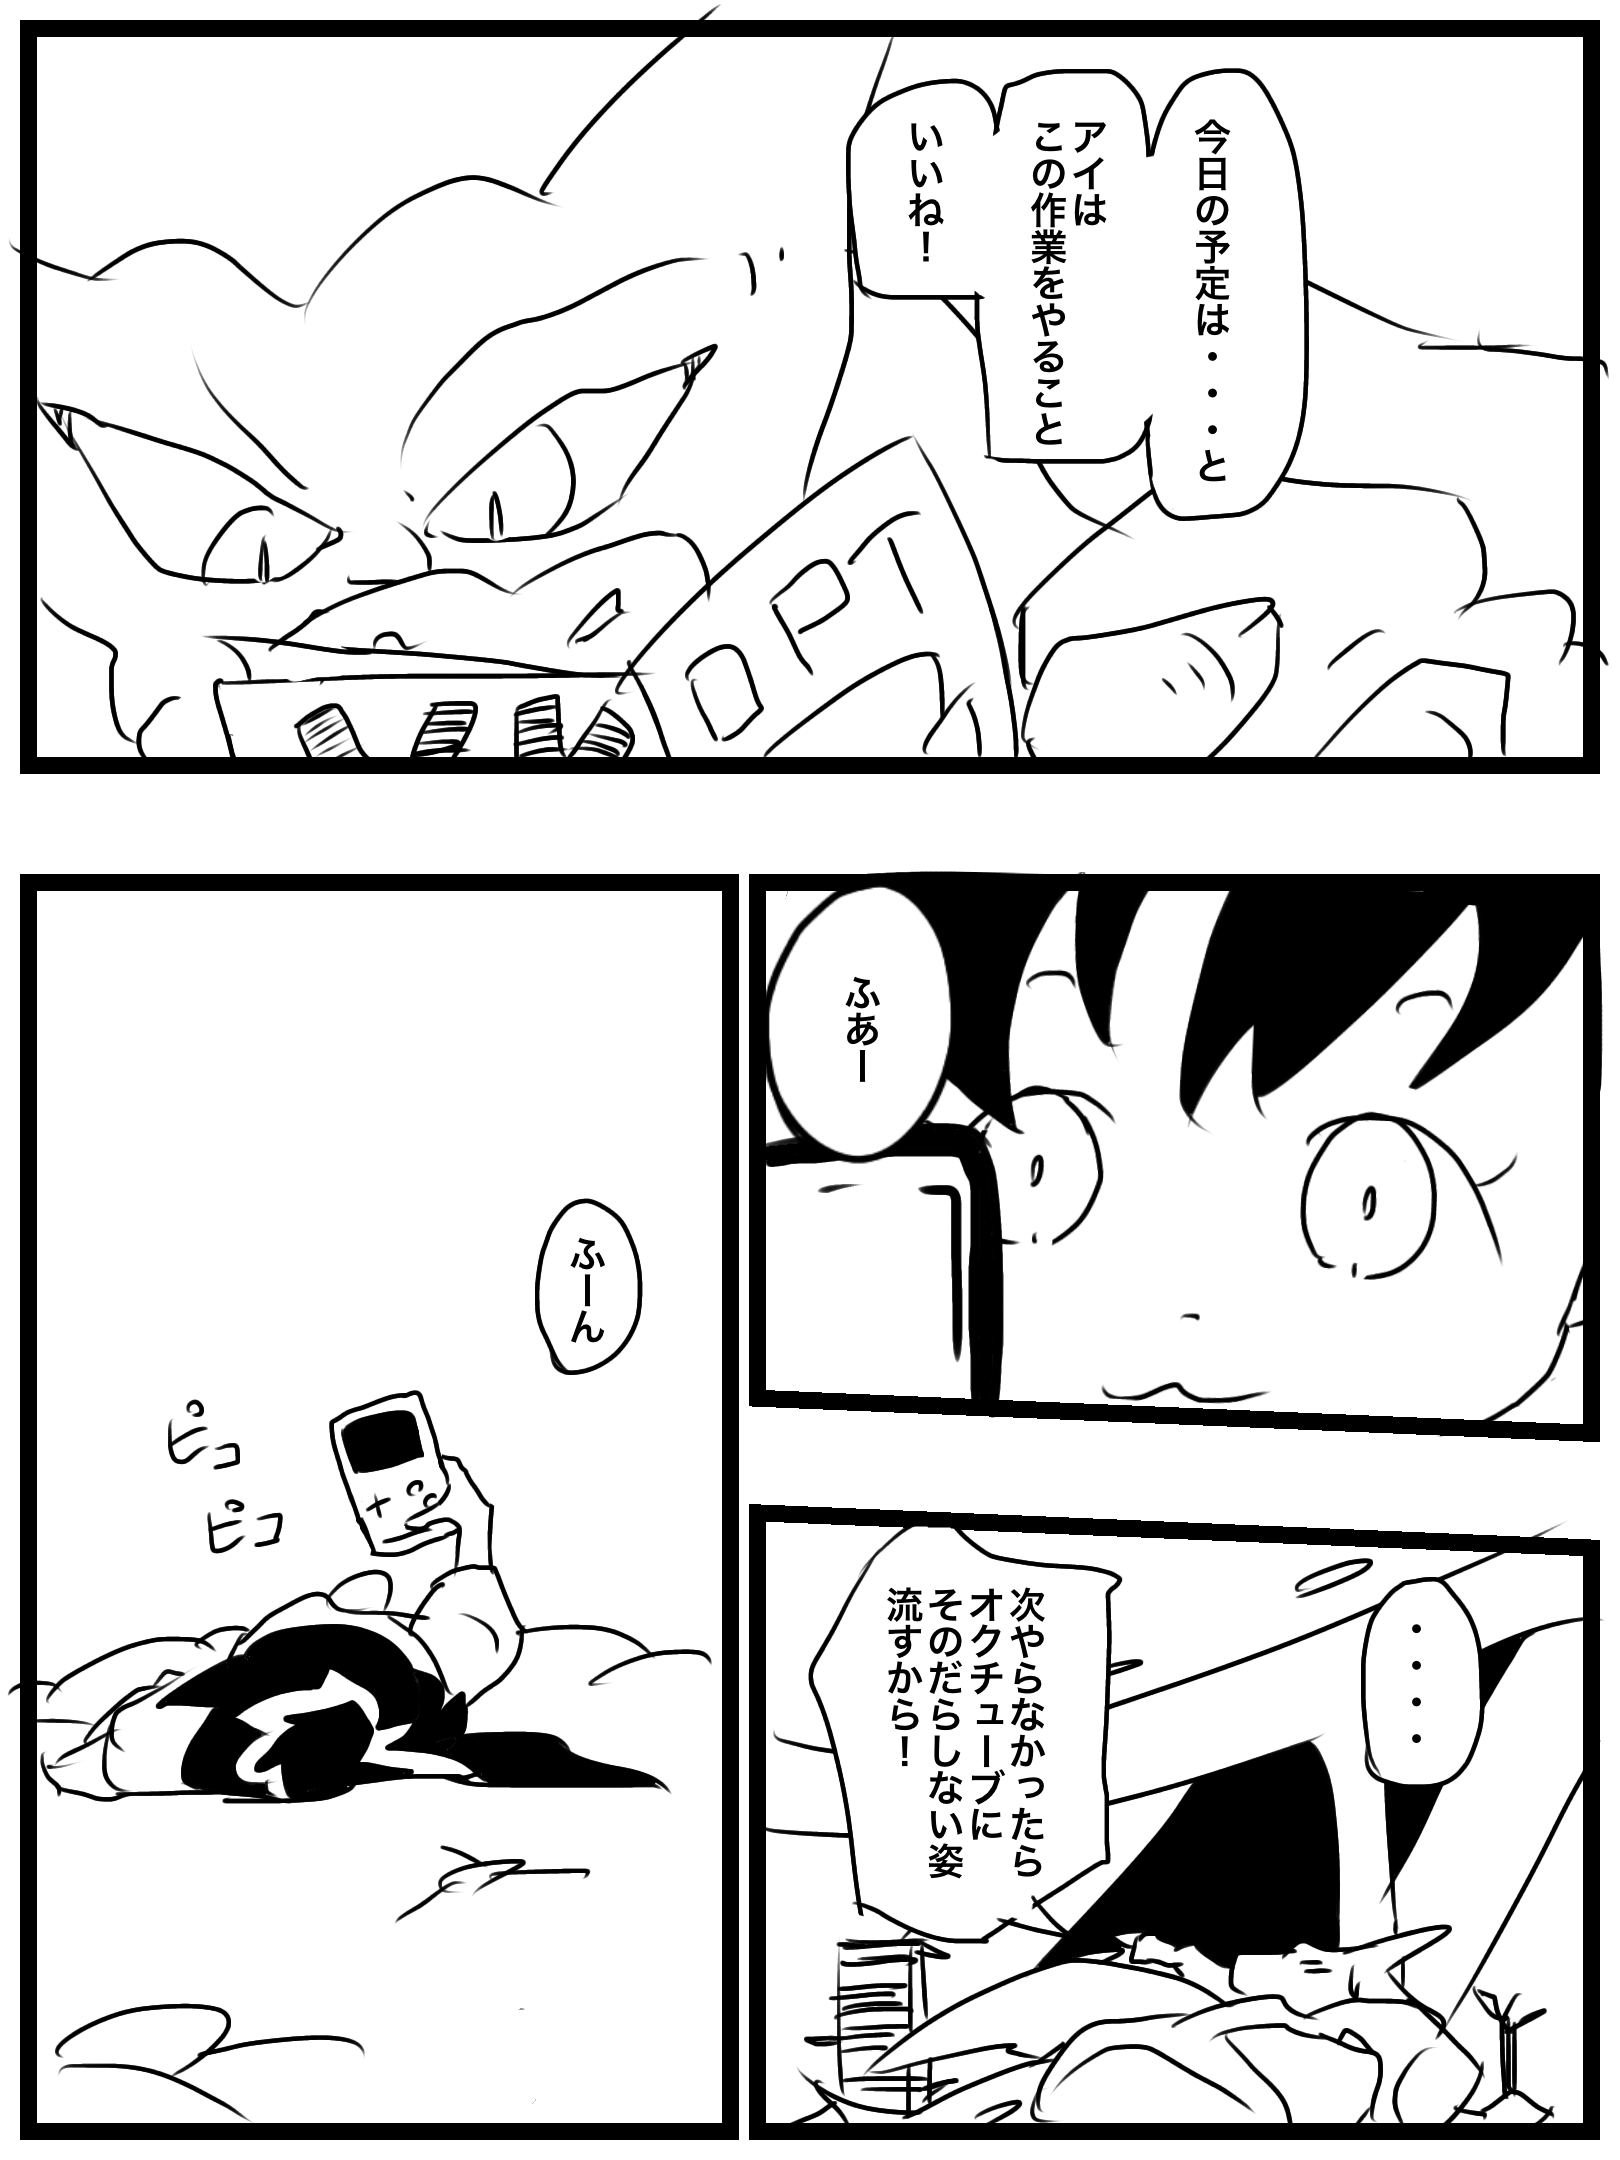 今日の予定は・・・と
アイは
この作業をやること
いいね！
ふぁー
・・・・
次やらなかったら
オクチューブに
そのだらしない姿
流すから！
ふーん
ピコ
ピコ